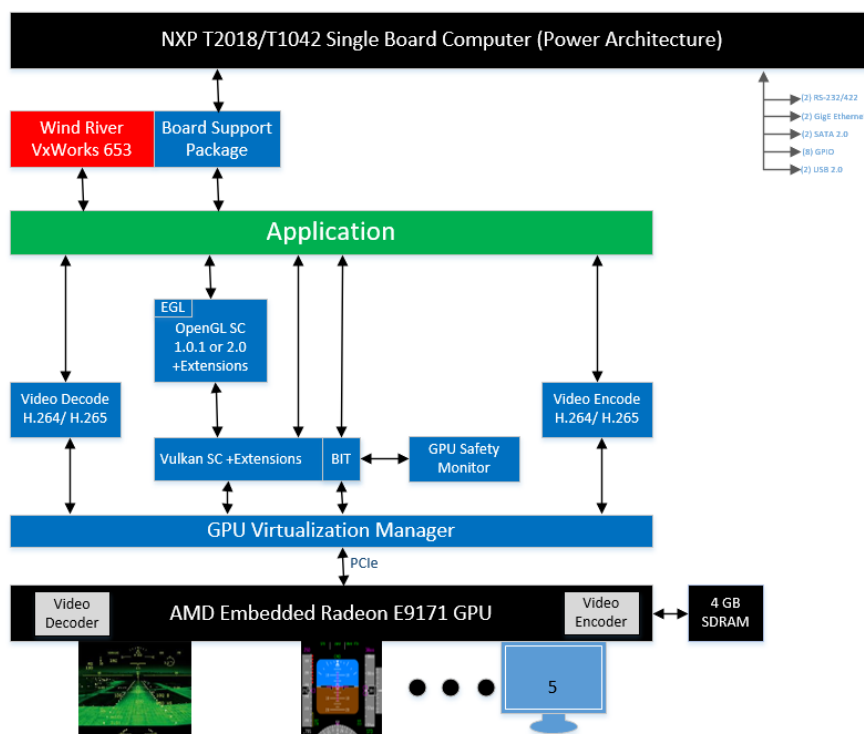 NXP T2018/T1042 Single Board Computer (Power Architecture)
(2) RS-232/422
(2) GigE Etherne
(2) SATA 2.0
(8) GPIO
(2) USB 2.0
Wind River
VxWorks 653
Board Support
Package
Application
EGL
OpenGL SC
1.0.1 or 2.0
+Extensions
Video Decode
H.264/ H.265
Video Encode
H.264/ H.265
Vulkan SC +Extensions
BIT
GPU Safety
Monitor
GPU Virtualization Manager
PCIe
Video
Decoder
AMD Embedded Radeon E9171 GPU
Video
Encoder
4 GB
SDRAM
5